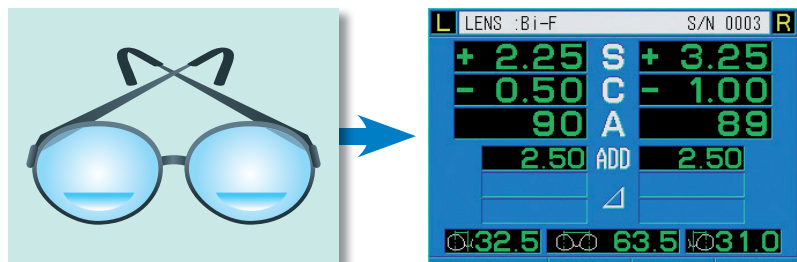 L LENS :Bi-F S/N 0003 R
+ 2.25 S + 3.25
- 0.50 C - 1.00
90 A 89
2.50 ADD 2.50
32.5 63.5 31.0